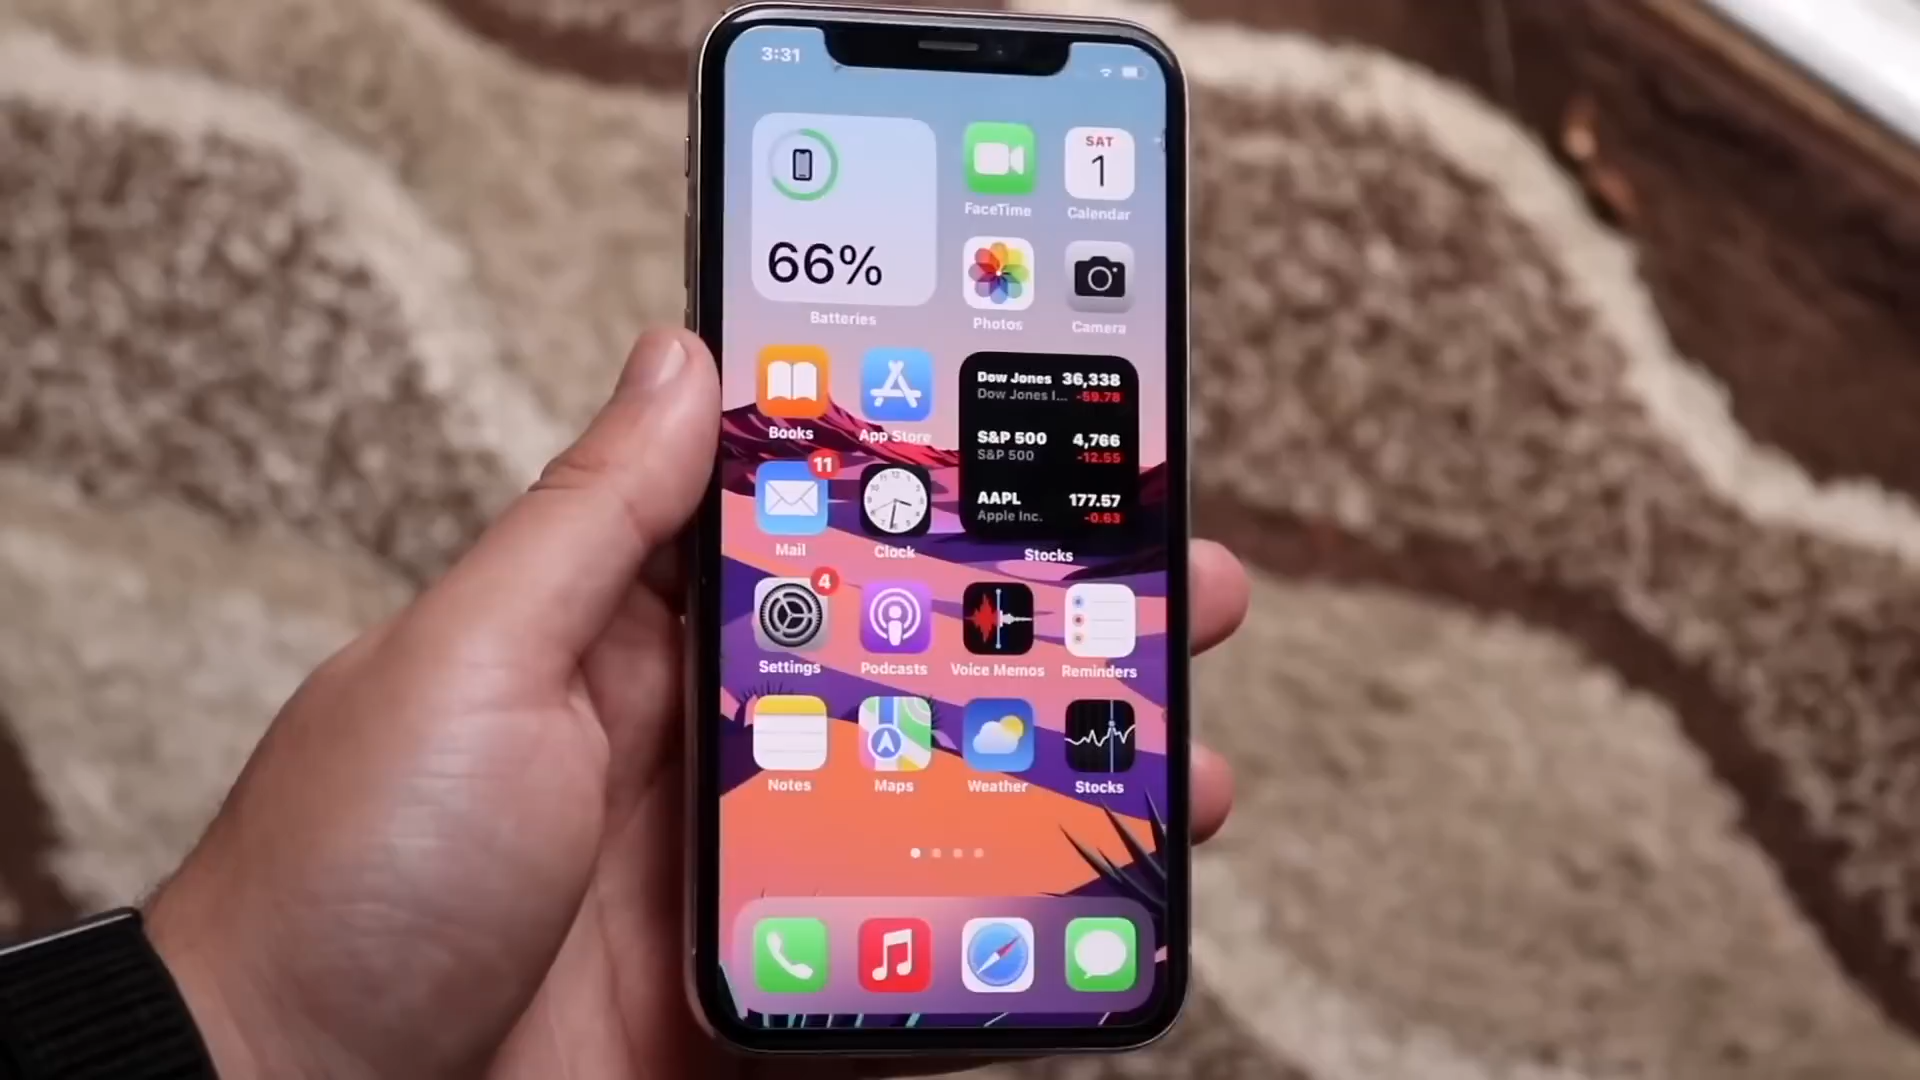 3:31
66%
Batteries
FaceTime
SAT
1
Calendar
Photos
Camera
Books
App Store
Dow Jones 36,338
Dow Jones I... -59.78
S&P 500 4,766
S&P 500 -12.55
AAPL 177.57
Apple Inc. -0.63
Stocks
11
Mail
Clock
4
Settings
Podcasts
Voice Memos
Reminders
Notes
Maps
Weather
Stocks